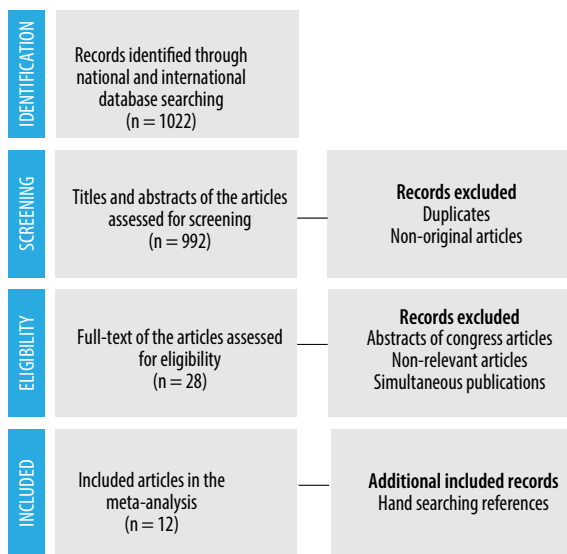 IDENTIFICATION
Records identified through
national and international
database searching
(n = 1022)
SCREENING
Titles and abstracts of the articles
assessed for screening
(n = 992)
Records excluded
Duplicates
Non-original articles
ELIGIBILITY
Full-text of the articles assessed
for eligibility
(n = 28)
Records excluded
Abstracts of congress articles
Non-relevant articles
Simultaneous publications
INCLUDED
Included articles in the
meta-analysis
(n = 12)
Additional included records
Hand searching references